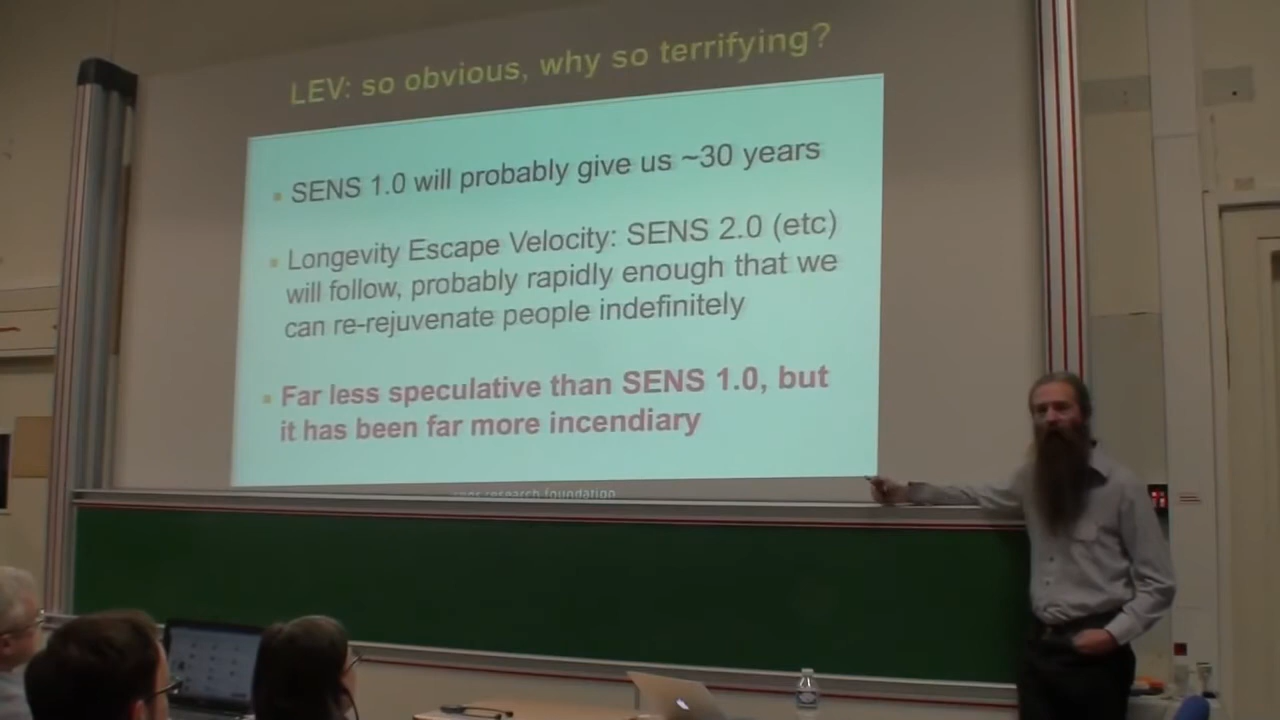 LEV: so obvious, why so terrifying?
SENS 1.0 will probably give us ~30 years
Longevity Escape Velocity: SENS 2.0 (etc)
will follow, probably rapidly enough that we
can re-rejuvenate people indefinitely
Far less speculative than SENS 1.0, but
it has been far more incendiary
research foundation